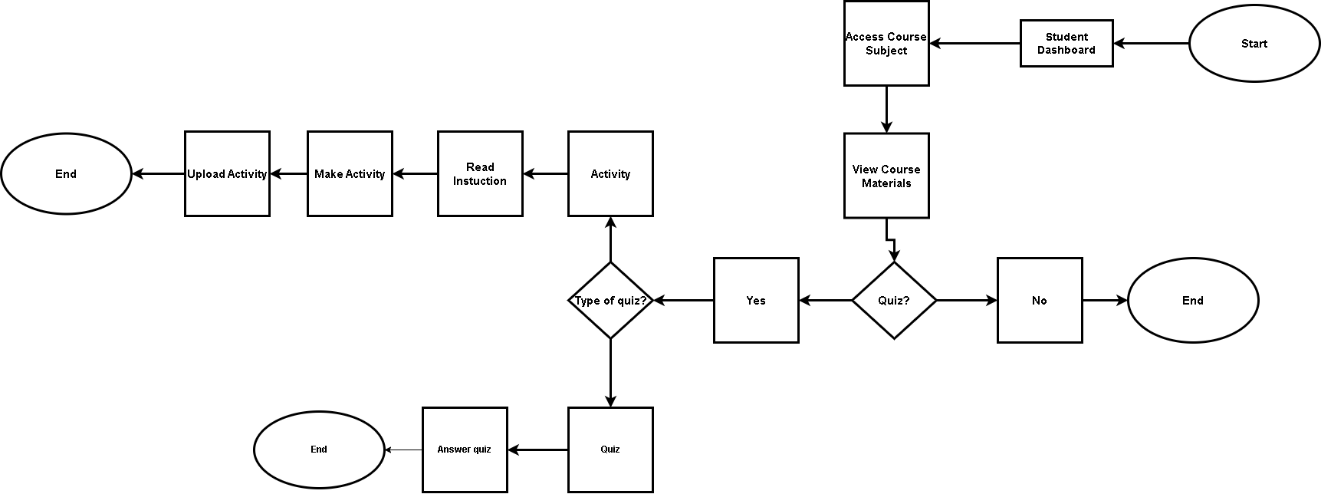 Start
Student
Dashboard
Access Course
Subject
View Course
Materials
Quiz?
No
End
Yes
Type of quiz?
Activity
Read
Instuction
Make Activity
Upload Activity
End
Quiz
Answer quiz
End